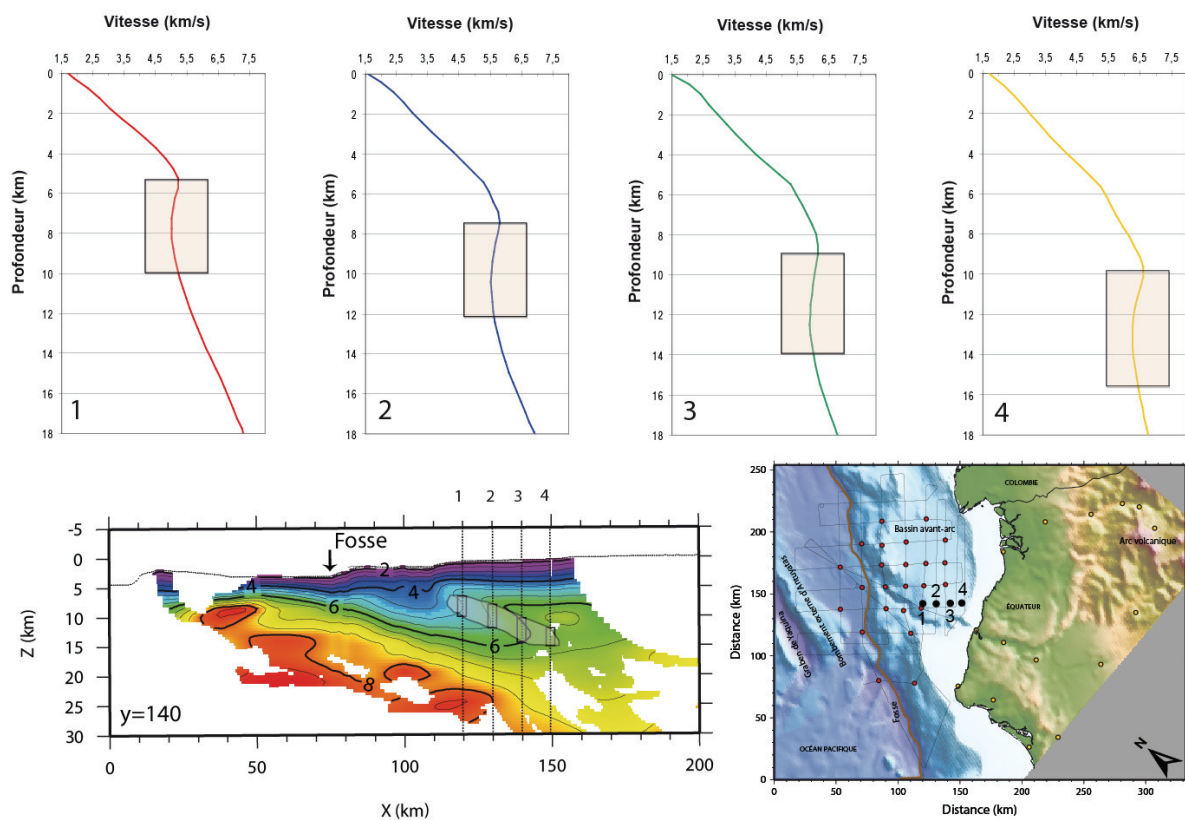 Vitesse (km/s)
1,5 2,5 3,5 4,5 5,5 6,5 7,5
Profondeur (km)
0
2
4
6
8
10
12
14
16
18
1
Vitesse (km/s)
1,5 2,5 3,5 4,5 5,5 6,5 7,5
Profondeur (km)
0
2
4
6
8
10
12
14
16
18
2
Vitesse (km/s)
1,5 2,5 3,5 4,5 5,5 6,5 7,5
Profondeur (km)
0
2
4
6
8
10
12
14
16
18
3
Vitesse (km/s)
1,5 2,5 3,5 4,5 5,5 6,5 7,5
Profondeur (km)
0
2
4
6
8
10
12
14
16
18
4
1 2 3 4
Fosse
Z (km)
-5
0
5
10
15
20
25
30
2
4
4
6
6
8
y=140
0 50 100 150 200
X (km)
Distance (km)
250
200
150
100
50
0
COLOMBIE
Bassin avant-arc
Arc volcanique
Graben de Yaquina
Bombement externe d'Attuyatas
2 4
1 3
ÉQUATEUR
Fosse
OCÉAN PACIFIQUE
N
0 50 100 150 200 250 300
Distance (km)